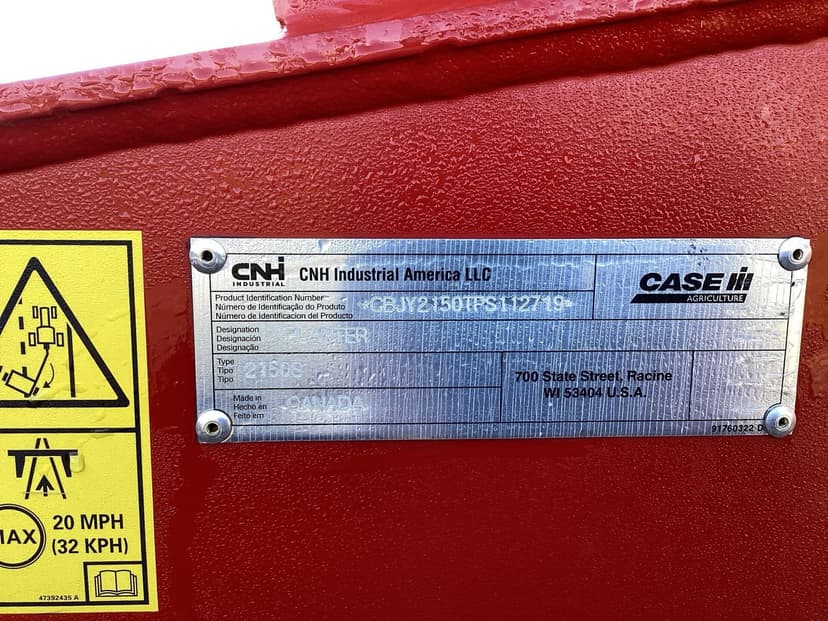 CNH
INDUSTRIAL
CNH Industrial America LLC
CASE IH
AGRICULTURE
Product Identification Number
Número de Identificação do Produto
Número de Identificacion del Producto
Designation
Designación
Designação
Type
Tipo
Tipo
2150S
Made in
Hecho en
Feito em
CANADA
700 State Street, Racine
WI 53404 U.S.A.
91760322-D
MAX
20 MPH
(32 KPH)
47392435 A